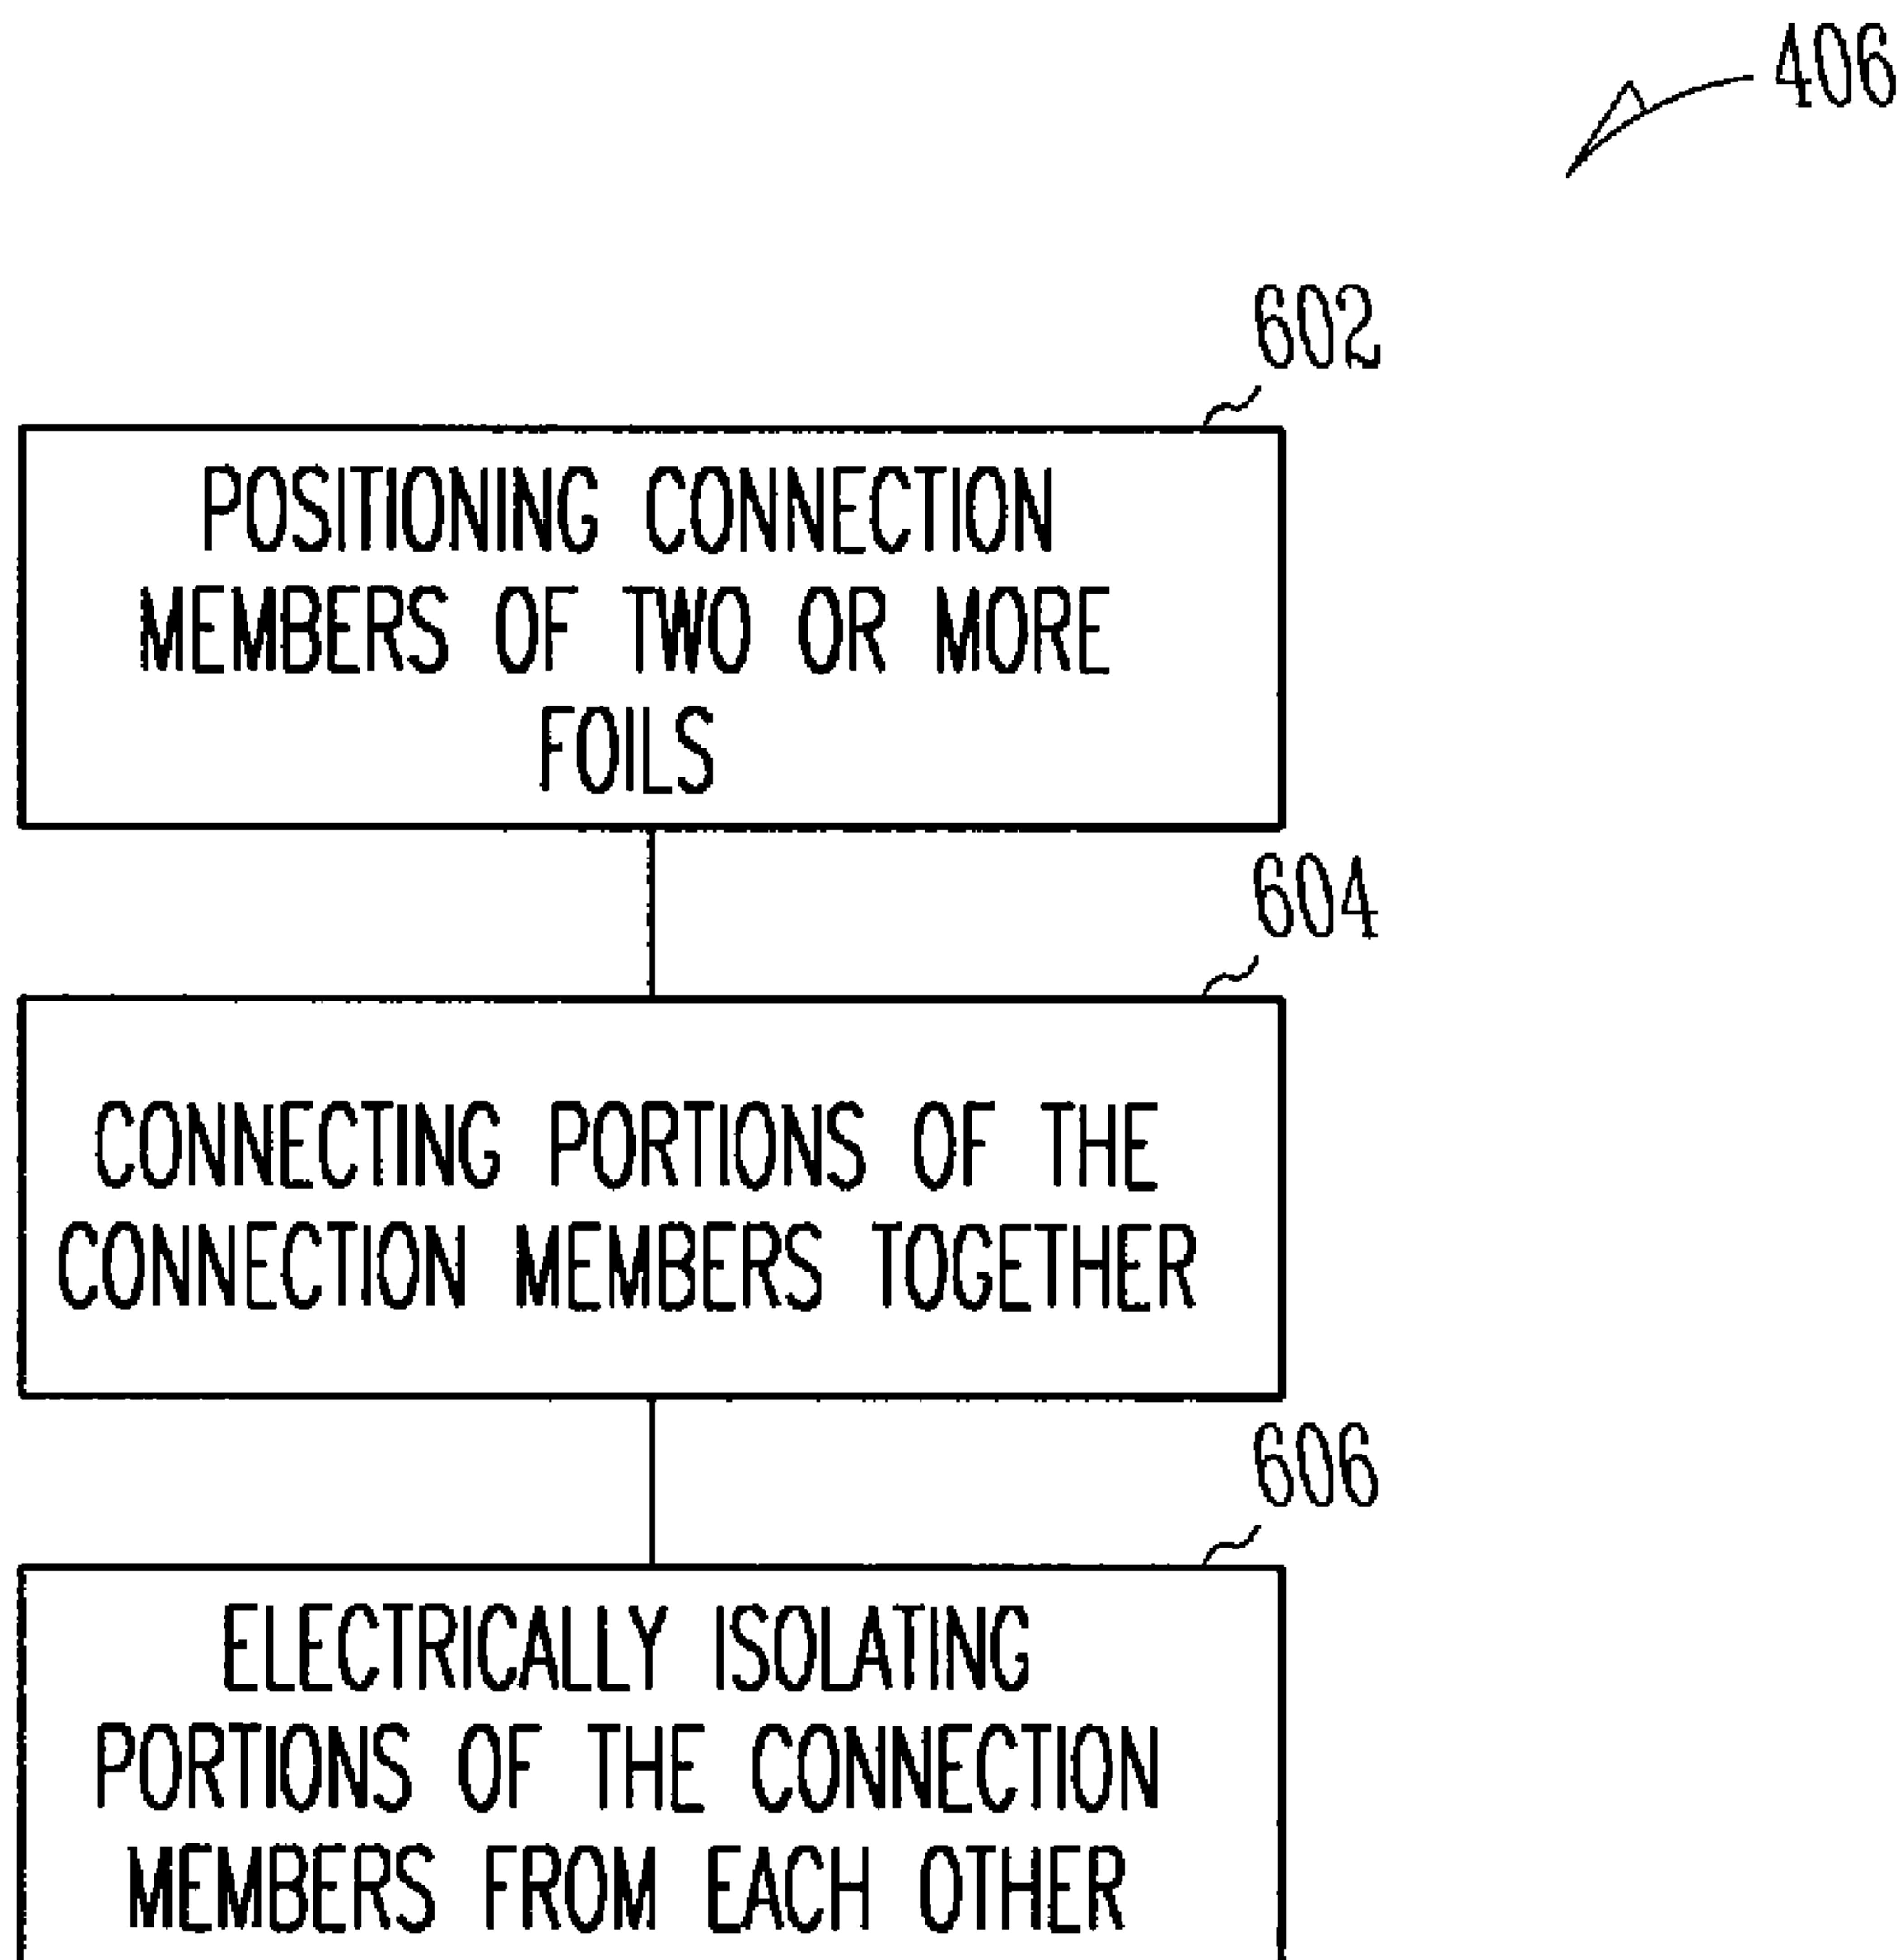 406
602
POSITIONING CONNECTION
MEMBERS OF TWO OR MORE
FOILS
604
CONNECTING PORTIONS OF THE
CONNECTION MEMBERS TOGETHER
606
ELECTRICALLY ISOLATING
PORTIONS OF THE CONNECTION
MEMBERS FROM EACH OTHER